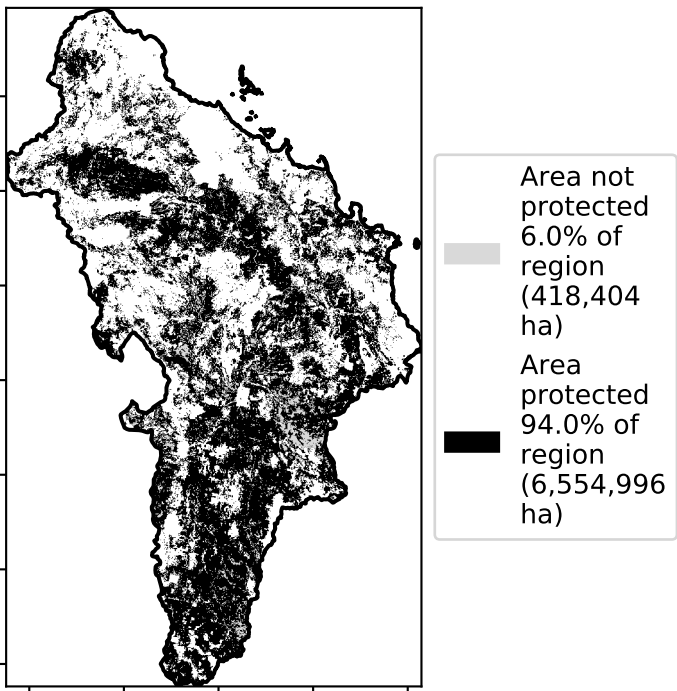 Area not
protected
6.0% of
region
(418,404
ha)
Area
protected
94.0% of
region
(6,554,996
ha)